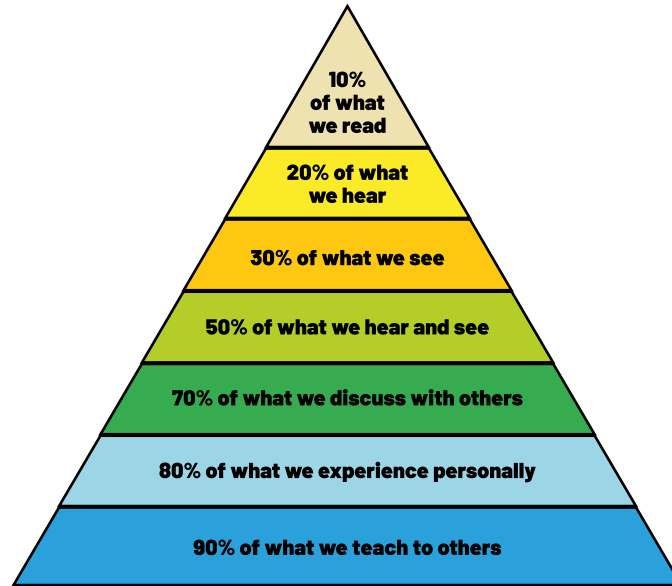 10%
of what
we read
20% of what
we hear
30% of what we see
50% of what we hear and see
70% of what we discuss with others
80% of what we experience personally
90% of what we teach to others